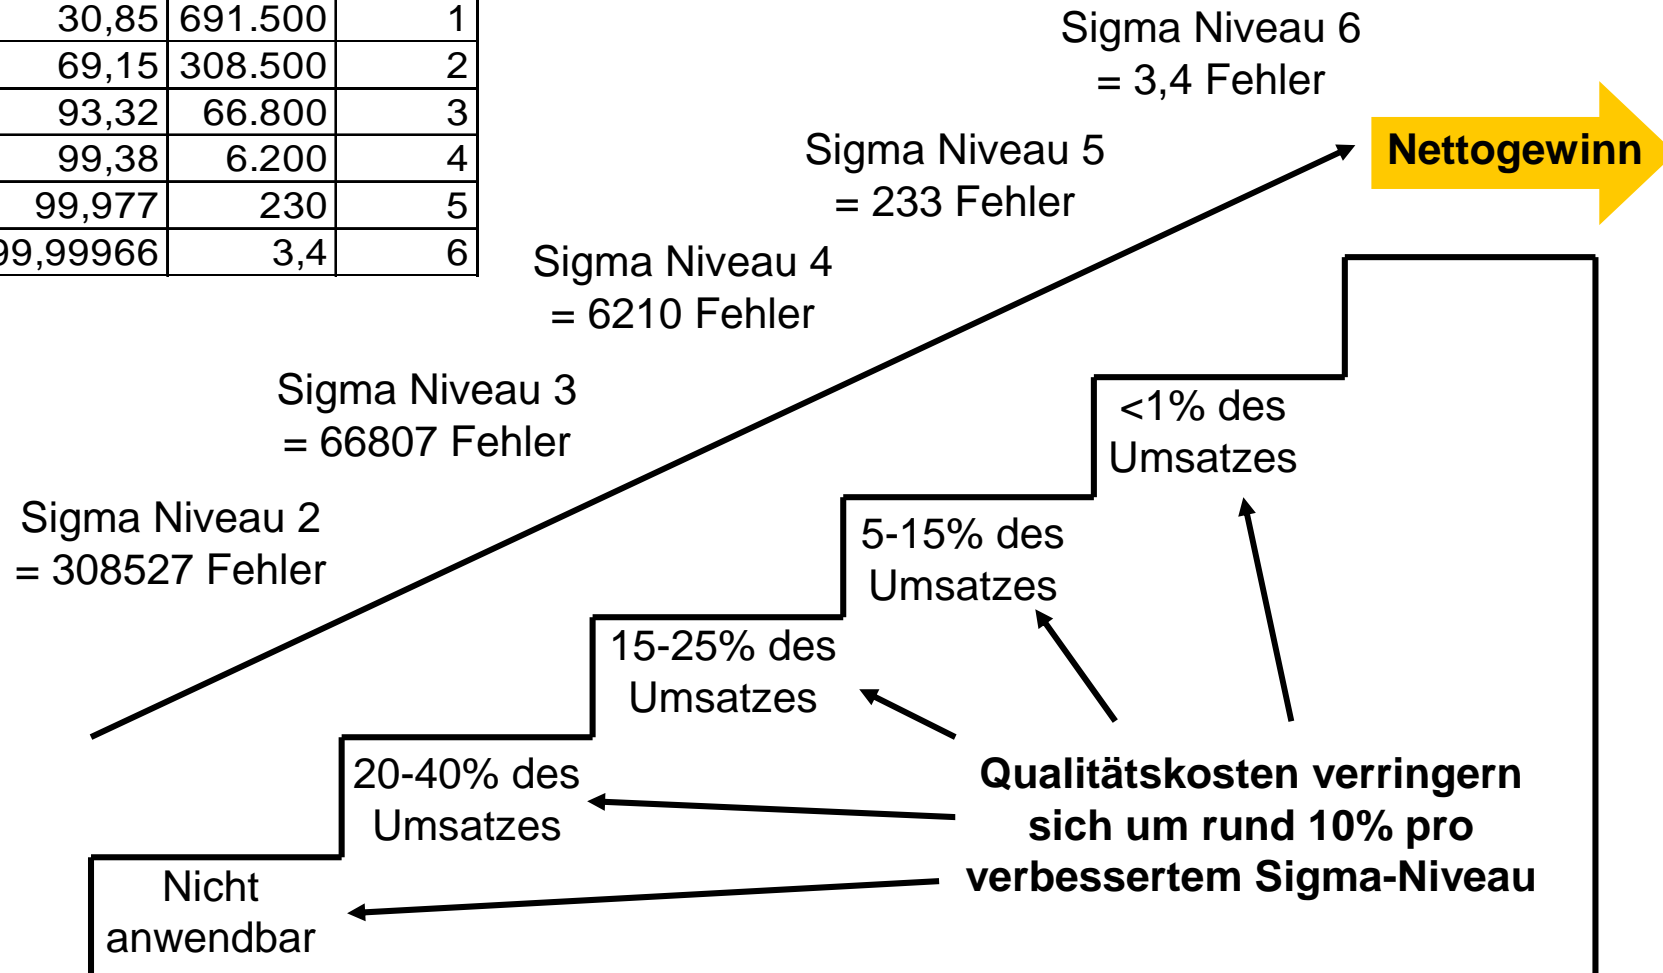 30,85 691.500 1
69,15 308.500 2
93,32 66.800 3
99,38 6.200 4
99,977 230 5
99,99966 3,4 6
Sigma Niveau 6
= 3,4 Fehler
Nettogewinn
Sigma Niveau 5
= 233 Fehler
Sigma Niveau 4
= 6210 Fehler
Sigma Niveau 3
= 66807 Fehler
Sigma Niveau 2
= 308527 Fehler
<1% des
Umsatzes
5-15% des
Umsatzes
15-25% des
Umsatzes
20-40% des
Umsatzes
Nicht
anwendbar
Qualitätskosten verringern
sich um rund 10% pro
verbessertem Sigma-Niveau